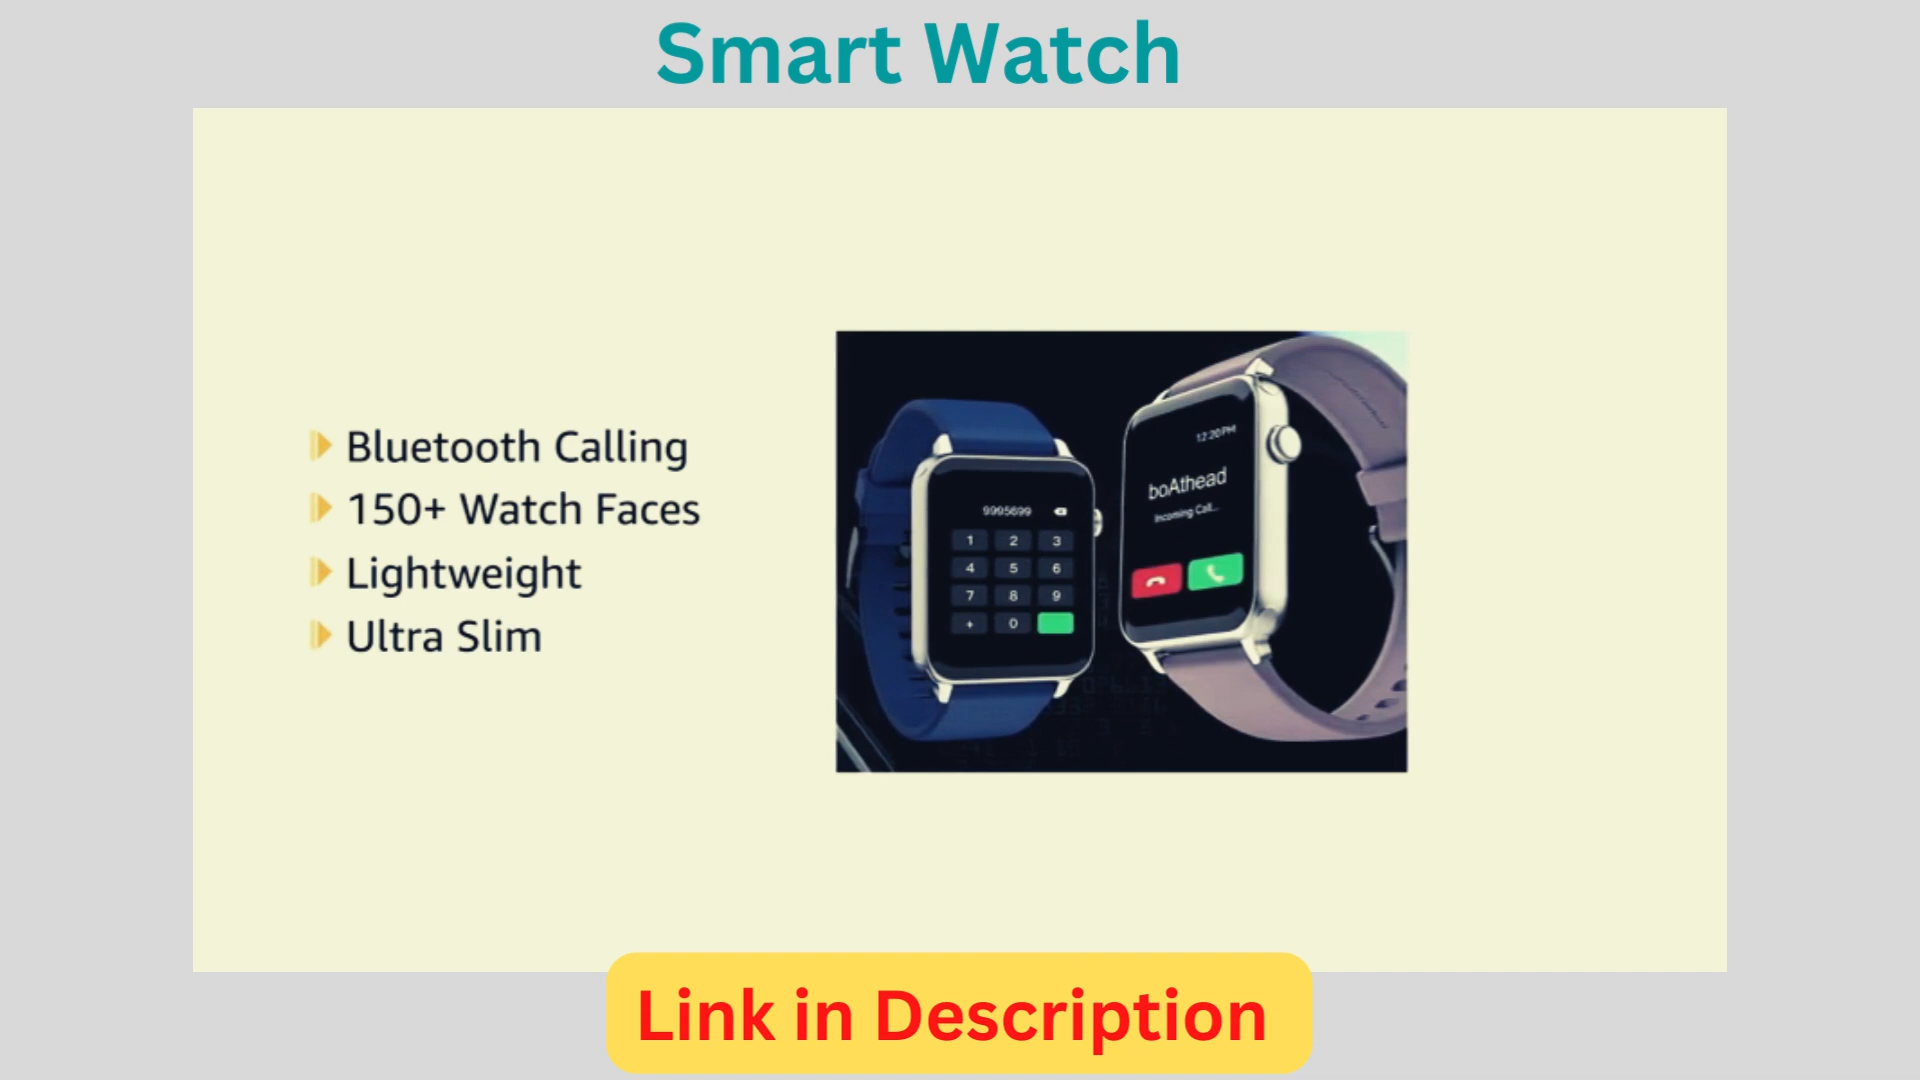 Smart Watch
Bluetooth Calling
150+ Watch Faces
Lightweight
Ultra Slim
9995699
1 2 3
4 5 6
7 8 9
+ 0
12:20PM
boAthead
Incoming Call...
Link in Description